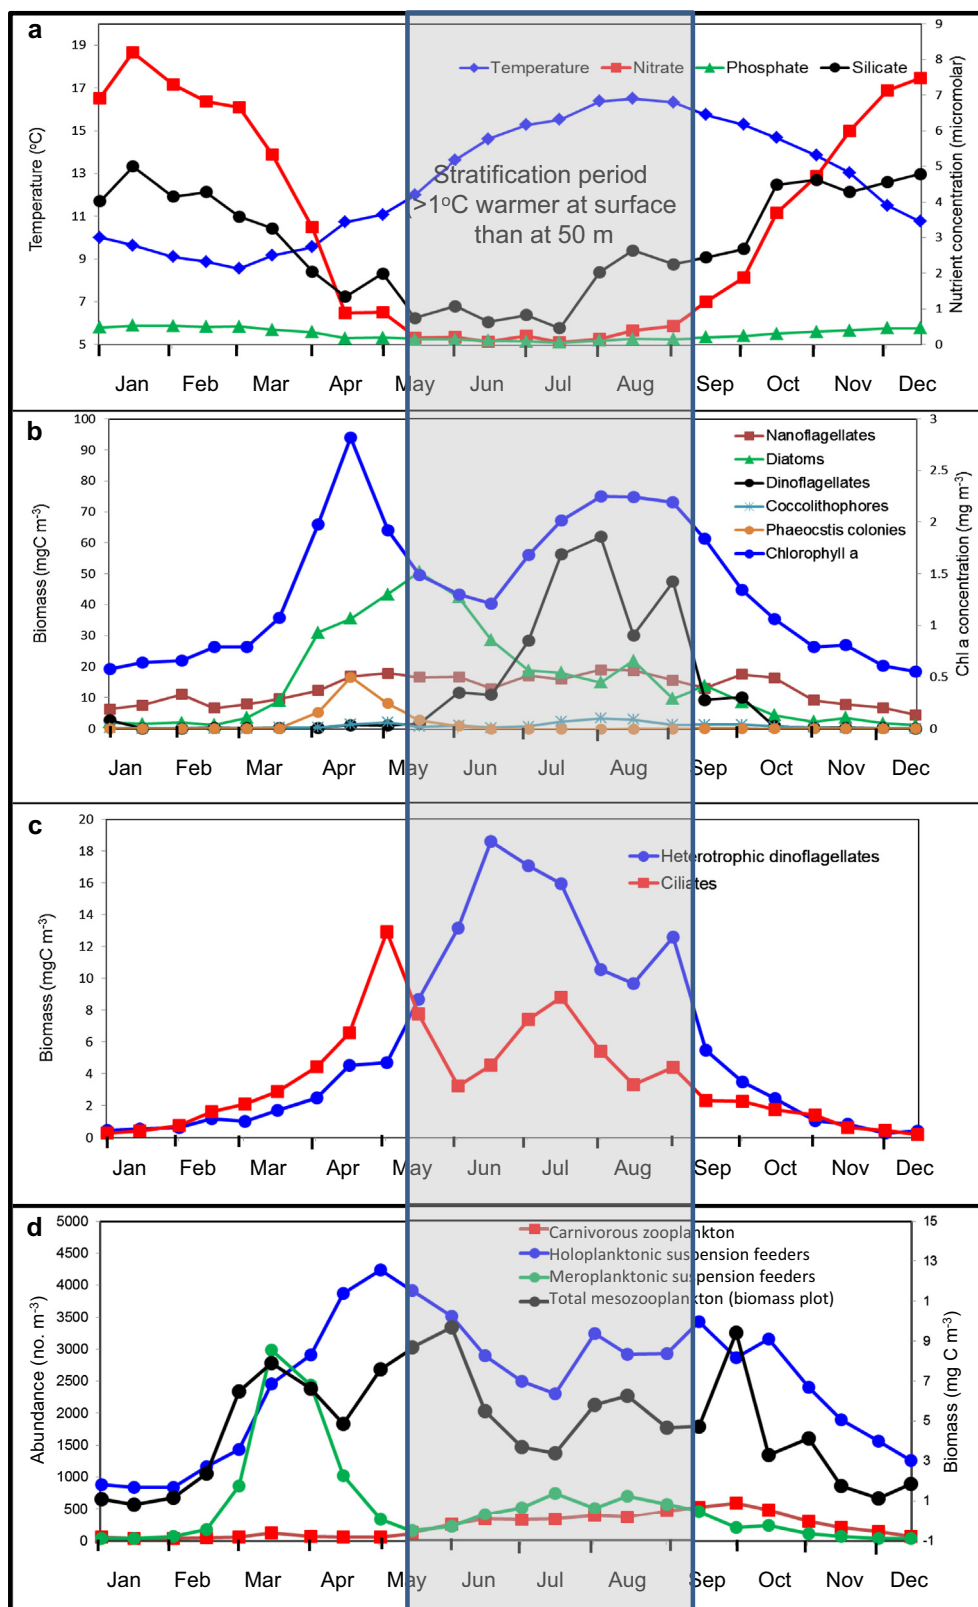 a
19
17
15
13
11
9
7
5
Temperature (ºC)
Temperature
Nitrate
Phosphate
Silicate
Stratification period
(>1ºC warmer at surface
than at 50 m
9
8
7
6
5
4
3
2
1
0
Nutrient concentration (micromolar)
Jan Feb Mar Apr May Jun Jul Aug Sep Oct Nov Dec
b
100
90
80
70
60
50
40
30
20
10
0
Biomass (mgC m-3)
Nanoflagellates
Diatoms
Dinoflagellates
Coccolithophores
Phaeocstis colonies
Chlorophyll a
3
2.5
2
1.5
1
0.5
0
Chl a concentration (mg m-3)
Jan Feb Mar Apr May Jun Jul Aug Sep Oct Nov Dec
c
20
18
16
14
12
10
8
6
4
2
0
Biomass (mgC m-3)
Heterotrophic dinoflagellates
Ciliates
Jan Feb Mar Apr May Jun Jul Aug Sep Oct Nov Dec
d
5000
4500
4000
3500
3000
2500
2000
1500
1000
500
0
Abundance (no. m-3)
Carnivorous zooplankton
Holoplanktonic suspension feeders
Meroplanktonic suspension feeders
Total mesozooplankton (biomass plot)
15
13
11
9
7
5
3
1
-1
Biomass (mg C m-3)
Jan Feb Mar Apr May Jun Jul Aug Sep Oct Nov Dec